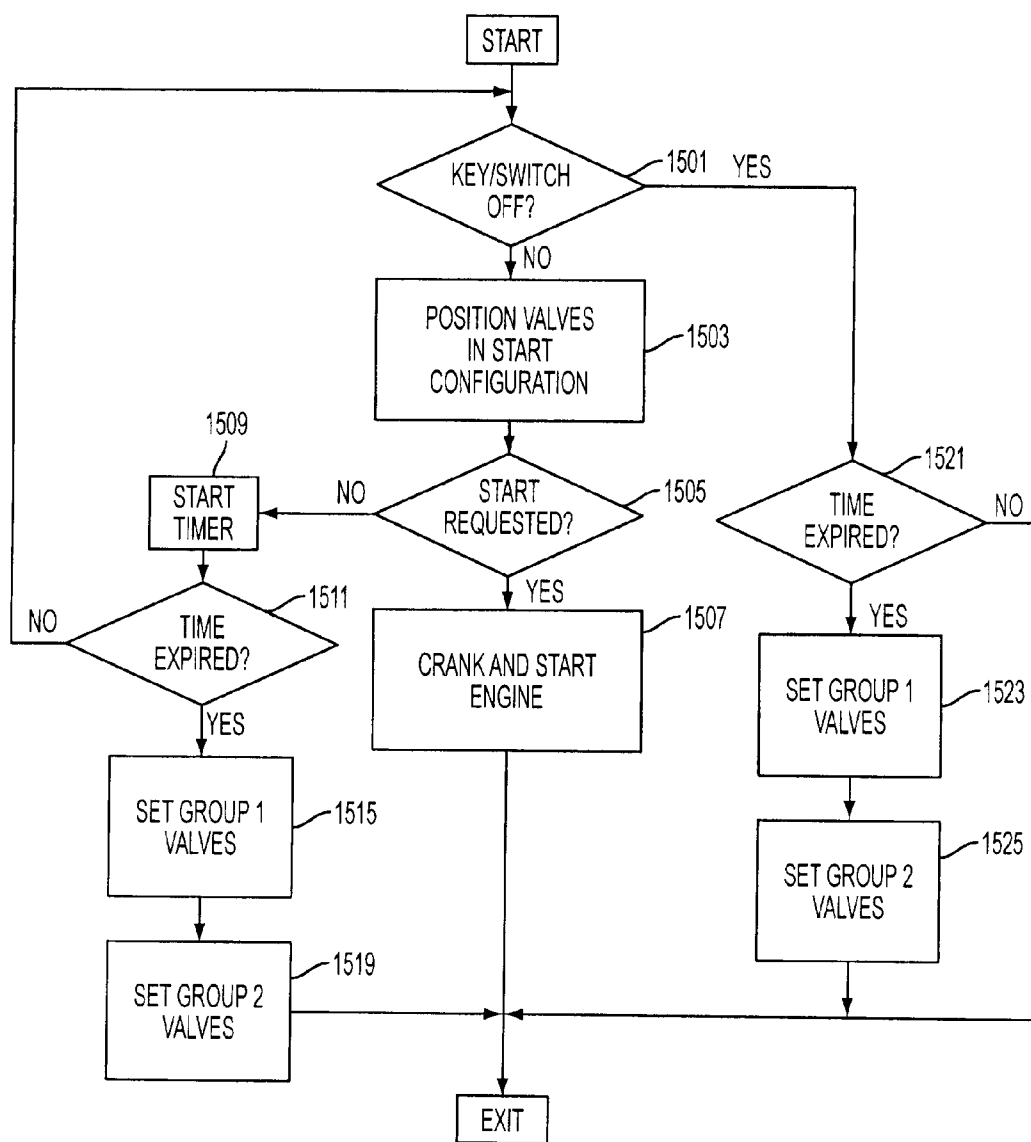 START
KEY/SWITCH
OFF?
1501
YES
NO
POSITION VALVES
IN START
CONFIGURATION
1503
1509
START
TIMER
NO
START
REQUESTED?
1505
1521
TIME
EXPIRED?
NO
YES
NO
TIME
EXPIRED?
1511
YES
CRANK AND START
ENGINE
1507
YES
SET GROUP 1
VALVES
1523
SET GROUP 1
VALVES
1515
SET GROUP 2
VALVES
1525
SET GROUP 2
VALVES
1519
EXIT